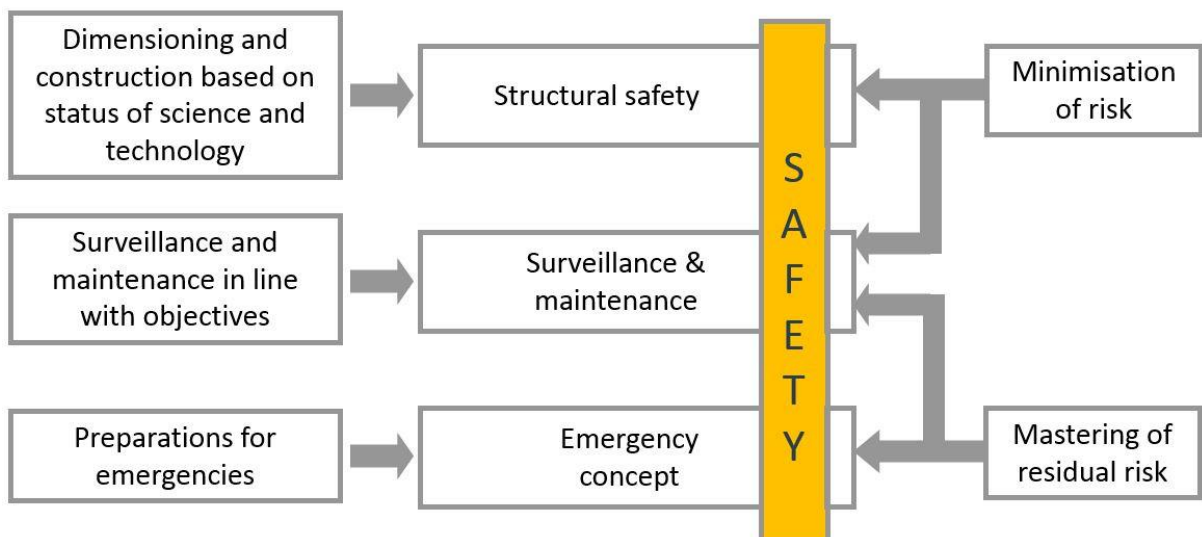 Dimensioning and
construction based on
status of science and
technology
Structural safety
Minimisation
of risk
Surveillance and
maintenance in line
with objectives
Surveillance &
maintenance
Preparations for
emergencies
Emergency
concept
Mastering of
residual risk
S
A
F
E
T
Y